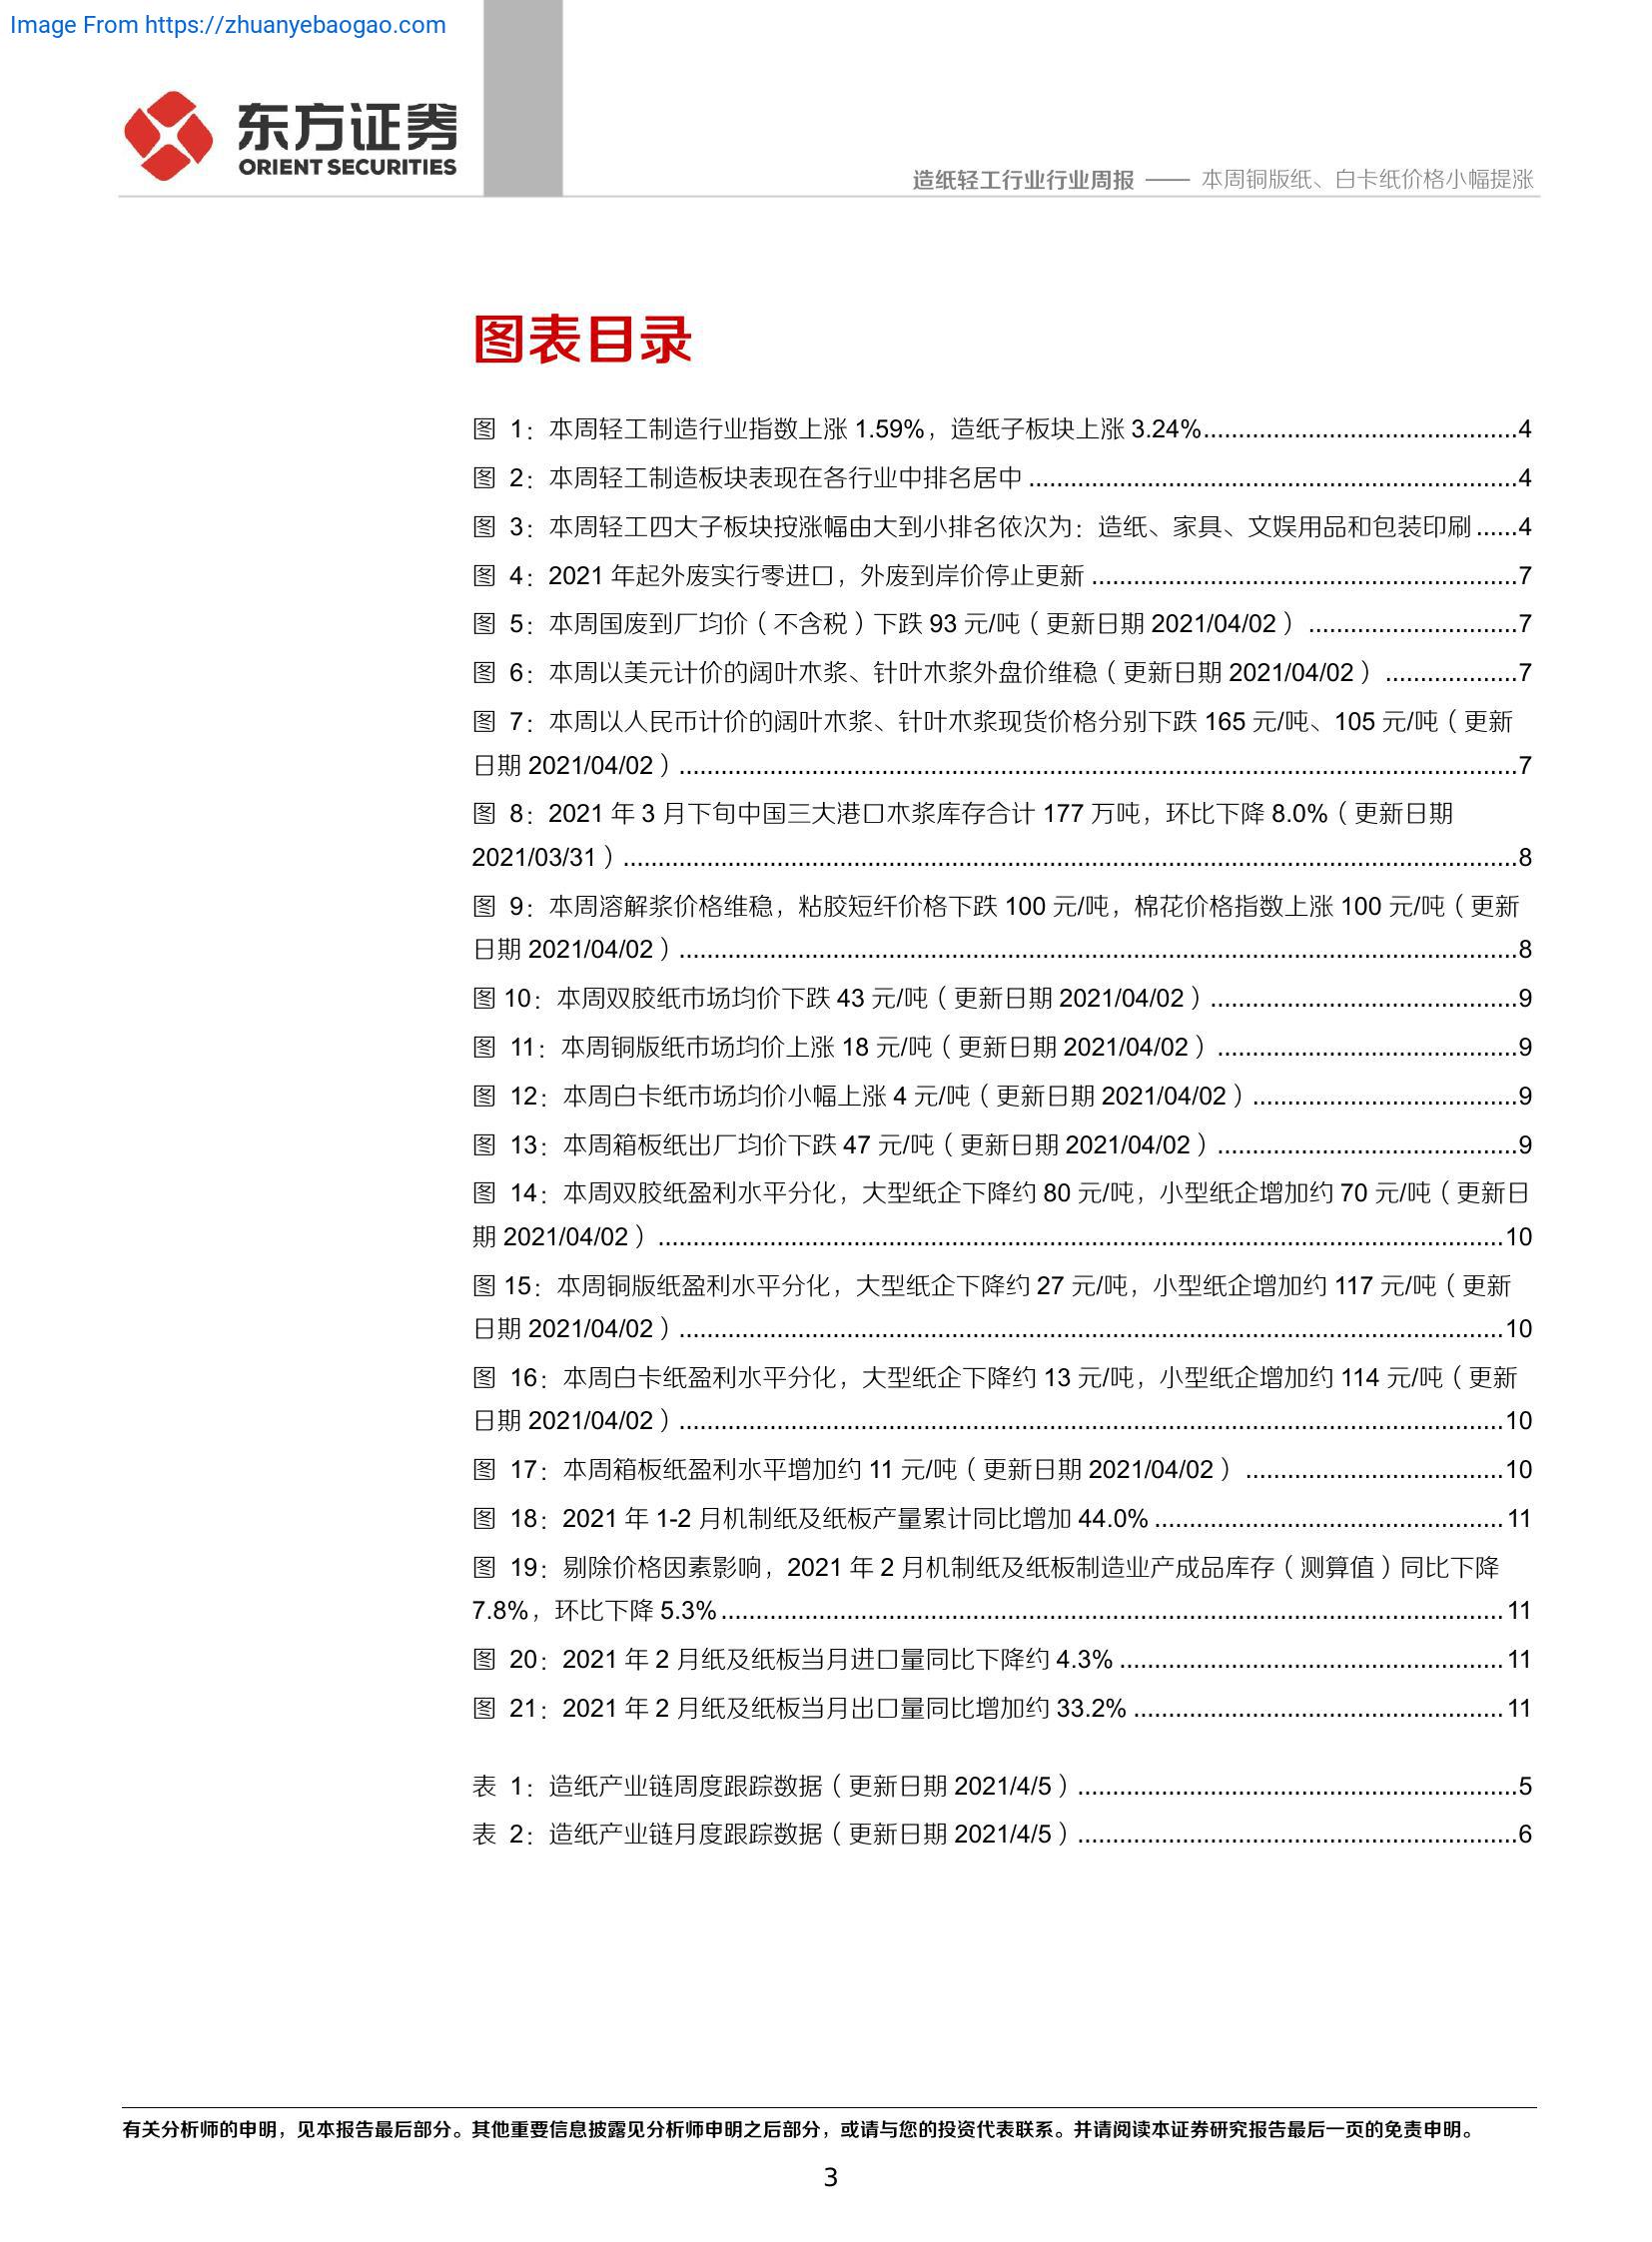 Image From https://zhuanyebaogao.com
东方证券
ORIENT SECURITIES
造纸轻工行业行业周报 —— 本周铜版纸、白卡纸价格小幅提涨
图表目录
图 1：本周轻工制造行业指数上涨 1.59%，造纸子板块上涨 3.24%.............................................4
图 2：本周轻工制造板块表现在各行业中排名居中 ......................................................................4
图 3：本周轻工四大子板块按涨幅由大到小排名依次为：造纸、家具、文娱用品和包装印刷 ......4
图 4：2021 年起外废实行零进口，外废到岸价停止更新 .............................................................7
图 5：本周国废到厂均价（不含税）下跌 93 元/吨（更新日期 2021/04/02） ..............................7
图 6：本周以美元计价的阔叶木浆、针叶木浆外盘价维稳（更新日期 2021/04/02） ...................7
图 7：本周以人民币计价的阔叶木浆、针叶木浆现货价格分别下跌 165 元/吨、105 元/吨（更新
日期 2021/04/02）........................................................................................................................7
图 8：2021 年 3 月下旬中国三大港口木浆库存合计 177 万吨，环比下降 8.0%（更新日期
2021/03/31）................................................................................................................................8
图 9：本周溶解浆价格维稳，粘胶短纤价格下跌 100 元/吨，棉花价格指数上涨 100 元/吨（更新
日期 2021/04/02）........................................................................................................................8
图 10：本周双胶纸市场均价下跌 43 元/吨（更新日期 2021/04/02）............................................9
图 11：本周铜版纸市场均价上涨 18 元/吨（更新日期 2021/04/02） ...........................................9
图 12：本周白卡纸市场均价小幅上涨 4 元/吨（更新日期 2021/04/02）......................................9
图 13：本周箱板纸出厂均价下跌 47 元/吨（更新日期 2021/04/02）...........................................9
图 14：本周双胶纸盈利水平分化，大型纸企下降约 80 元/吨，小型纸企增加约 70 元/吨（更新日
期 2021/04/02） .........................................................................................................................10
图 15：本周铜版纸盈利水平分化，大型纸企下降约 27 元/吨，小型纸企增加约 117 元/吨（更新
日期 2021/04/02）......................................................................................................................10
图 16：本周白卡纸盈利水平分化，大型纸企下降约 13 元/吨，小型纸企增加约 114 元/吨（更新
日期 2021/04/02）......................................................................................................................10
图 17：本周箱板纸盈利水平增加约 11 元/吨（更新日期 2021/04/02） .....................................10
图 18：2021 年 1-2 月机制纸及纸板产量累计同比增加 44.0% ..................................................11
图 19：剔除价格因素影响，2021 年 2 月机制纸及纸板制造业产成品库存（测算值）同比下降
7.8%，环比下降 5.3%................................................................................................................11
图 20：2021 年 2 月纸及纸板当月进口量同比下降约 4.3% .......................................................11
图 21：2021 年 2 月纸及纸板当月出口量同比增加约 33.2% .....................................................11
表 1：造纸产业链周度跟踪数据（更新日期 2021/4/5）...............................................................5
表 2：造纸产业链月度跟踪数据（更新日期 2021/4/5）...............................................................6
有关分析师的申明，见本报告最后部分。其他重要信息披露见分析师申明之后部分，或请与您的投资代表联系。并请阅读本证券研究报告最后一页的免责申明。
3